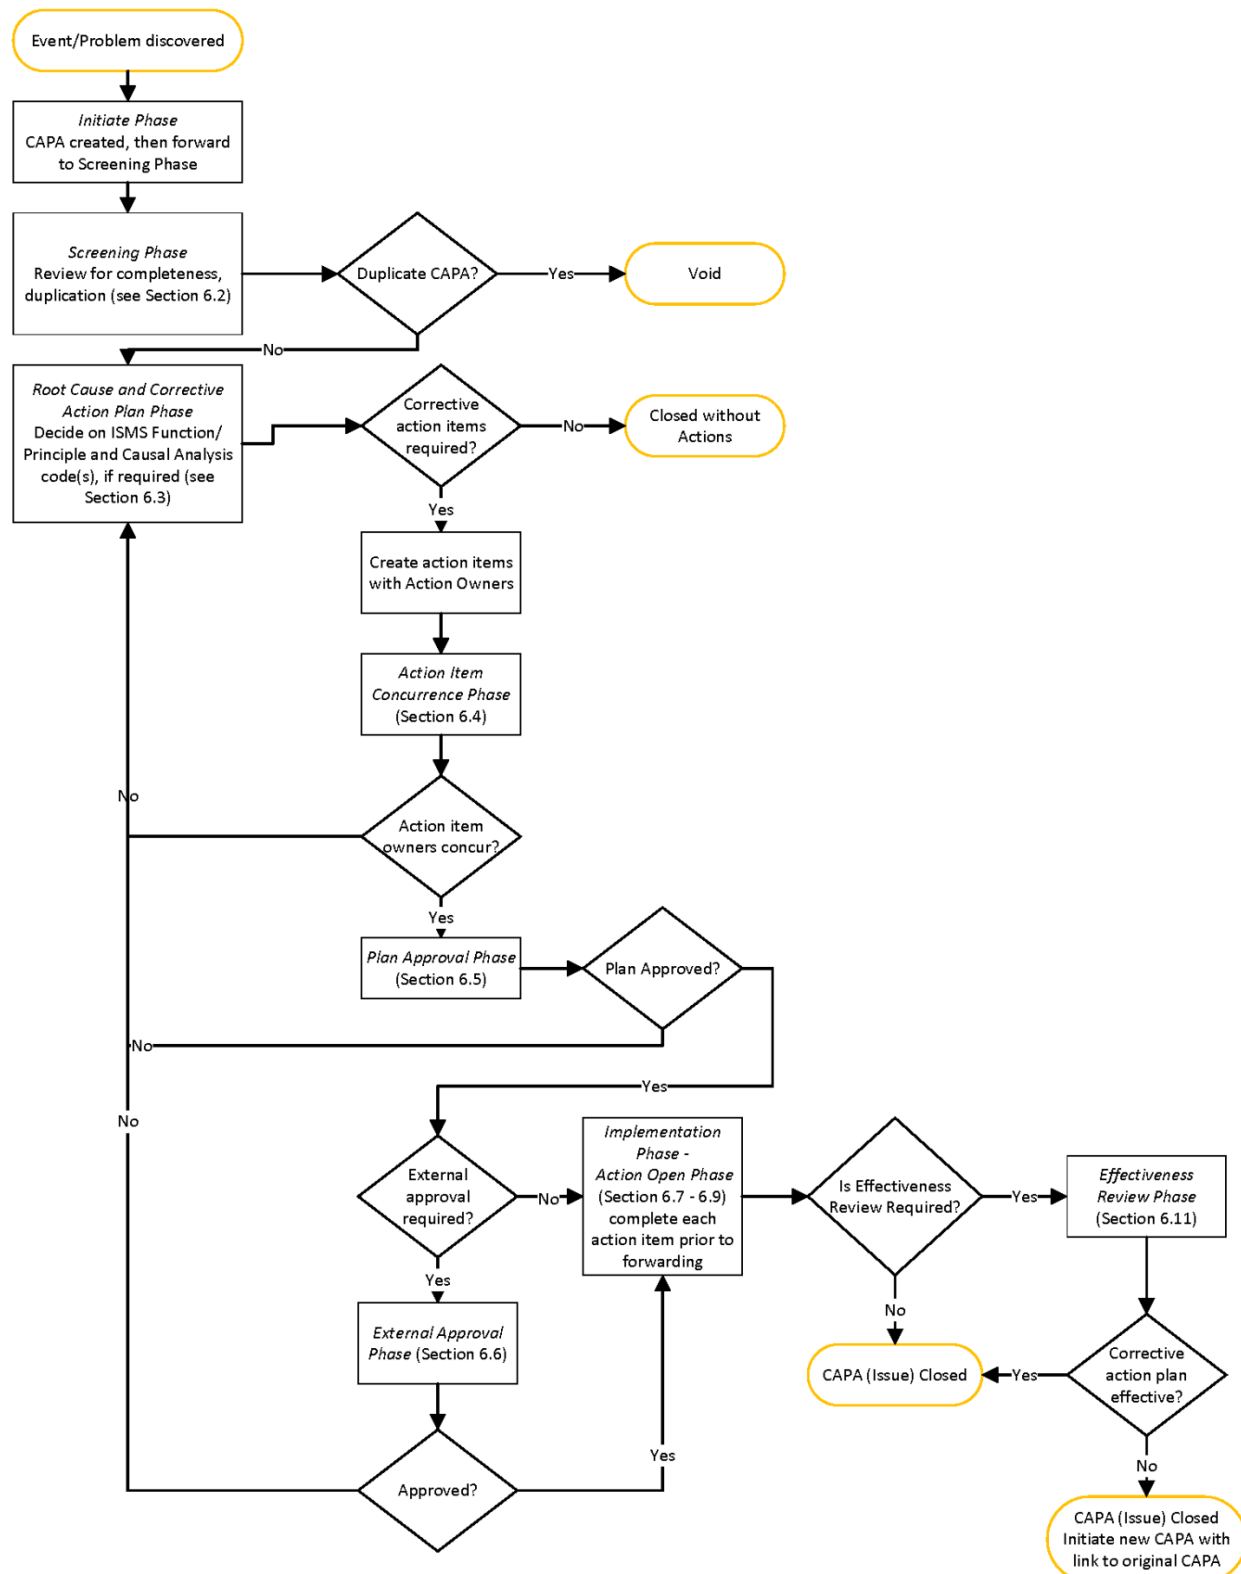 Event/Problem discovered
Initiate Phase
CAPA created, then forward
to Screening Phase
Screening Phase
Review for completeness,
duplication (see Section 6.2)
Duplicate CAPA?
Yes
Void
No
Root Cause and Corrective
Action Plan Phase
Decide on ISMS Function/
Principle and Causal Analysis
code(s), if required (see
Section 6.3)
Corrective
action items
required?
No
Closed without
Actions
Yes
Create action items
with Action Owners
Action Item
Concurrence Phase
(Section 6.4)
No
Action item
owners concur?
Yes
Plan Approval Phase
(Section 6.5)
Plan Approved?
No
Yes
No
External
approval
required?
No
Implementation
Phase -
Action Open Phase
(Section 6.7 - 6.9)
complete each
action item prior to
forwarding
Is Effectiveness
Review Required?
Yes
Effectiveness
Review Phase
(Section 6.11)
Yes
No
External Approval
Phase (Section 6.6)
CAPA (Issue) Closed
Yes
Corrective
action plan
effective?
Yes
Approved?
No
CAPA (Issue) Closed
Initiate new CAPA with
link to original CAPA